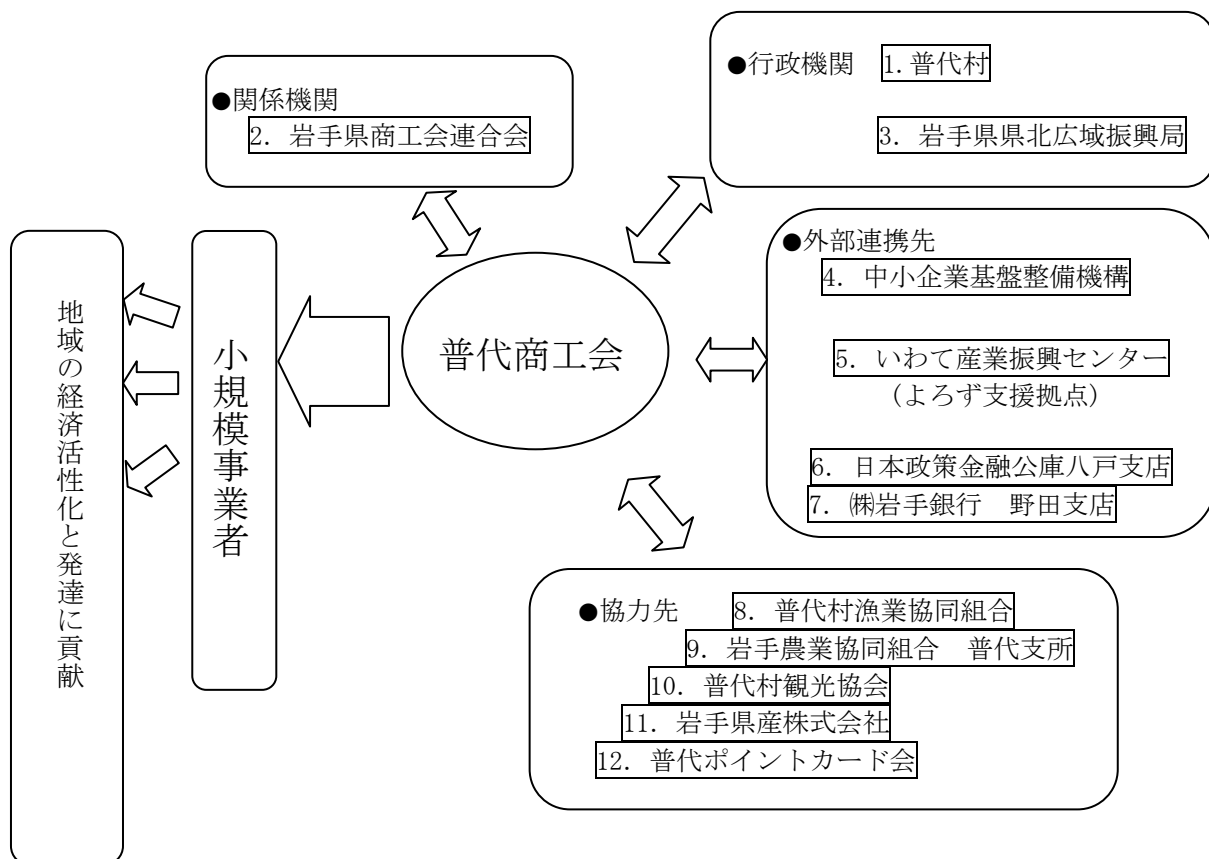 ●行政機関　1.普代村
3．岩手県県北広域振興局
●関係機関
2．岩手県商工会連合会
●外部連携先
4．中小企業基盤整備機構
5．いわて産業振興センター
（よろず支援拠点）
6．日本政策金融公庫八戸支店
7．㈱岩手銀行　野田支店
普代商工会
小規模事業者
地域の経済活性化と発達に貢献
●協力先　8．普代村漁業協同組合
9．岩手農業協同組合　普代支所
10．普代村観光協会
11．岩手県産株式会社
12．普代ポイントカード会